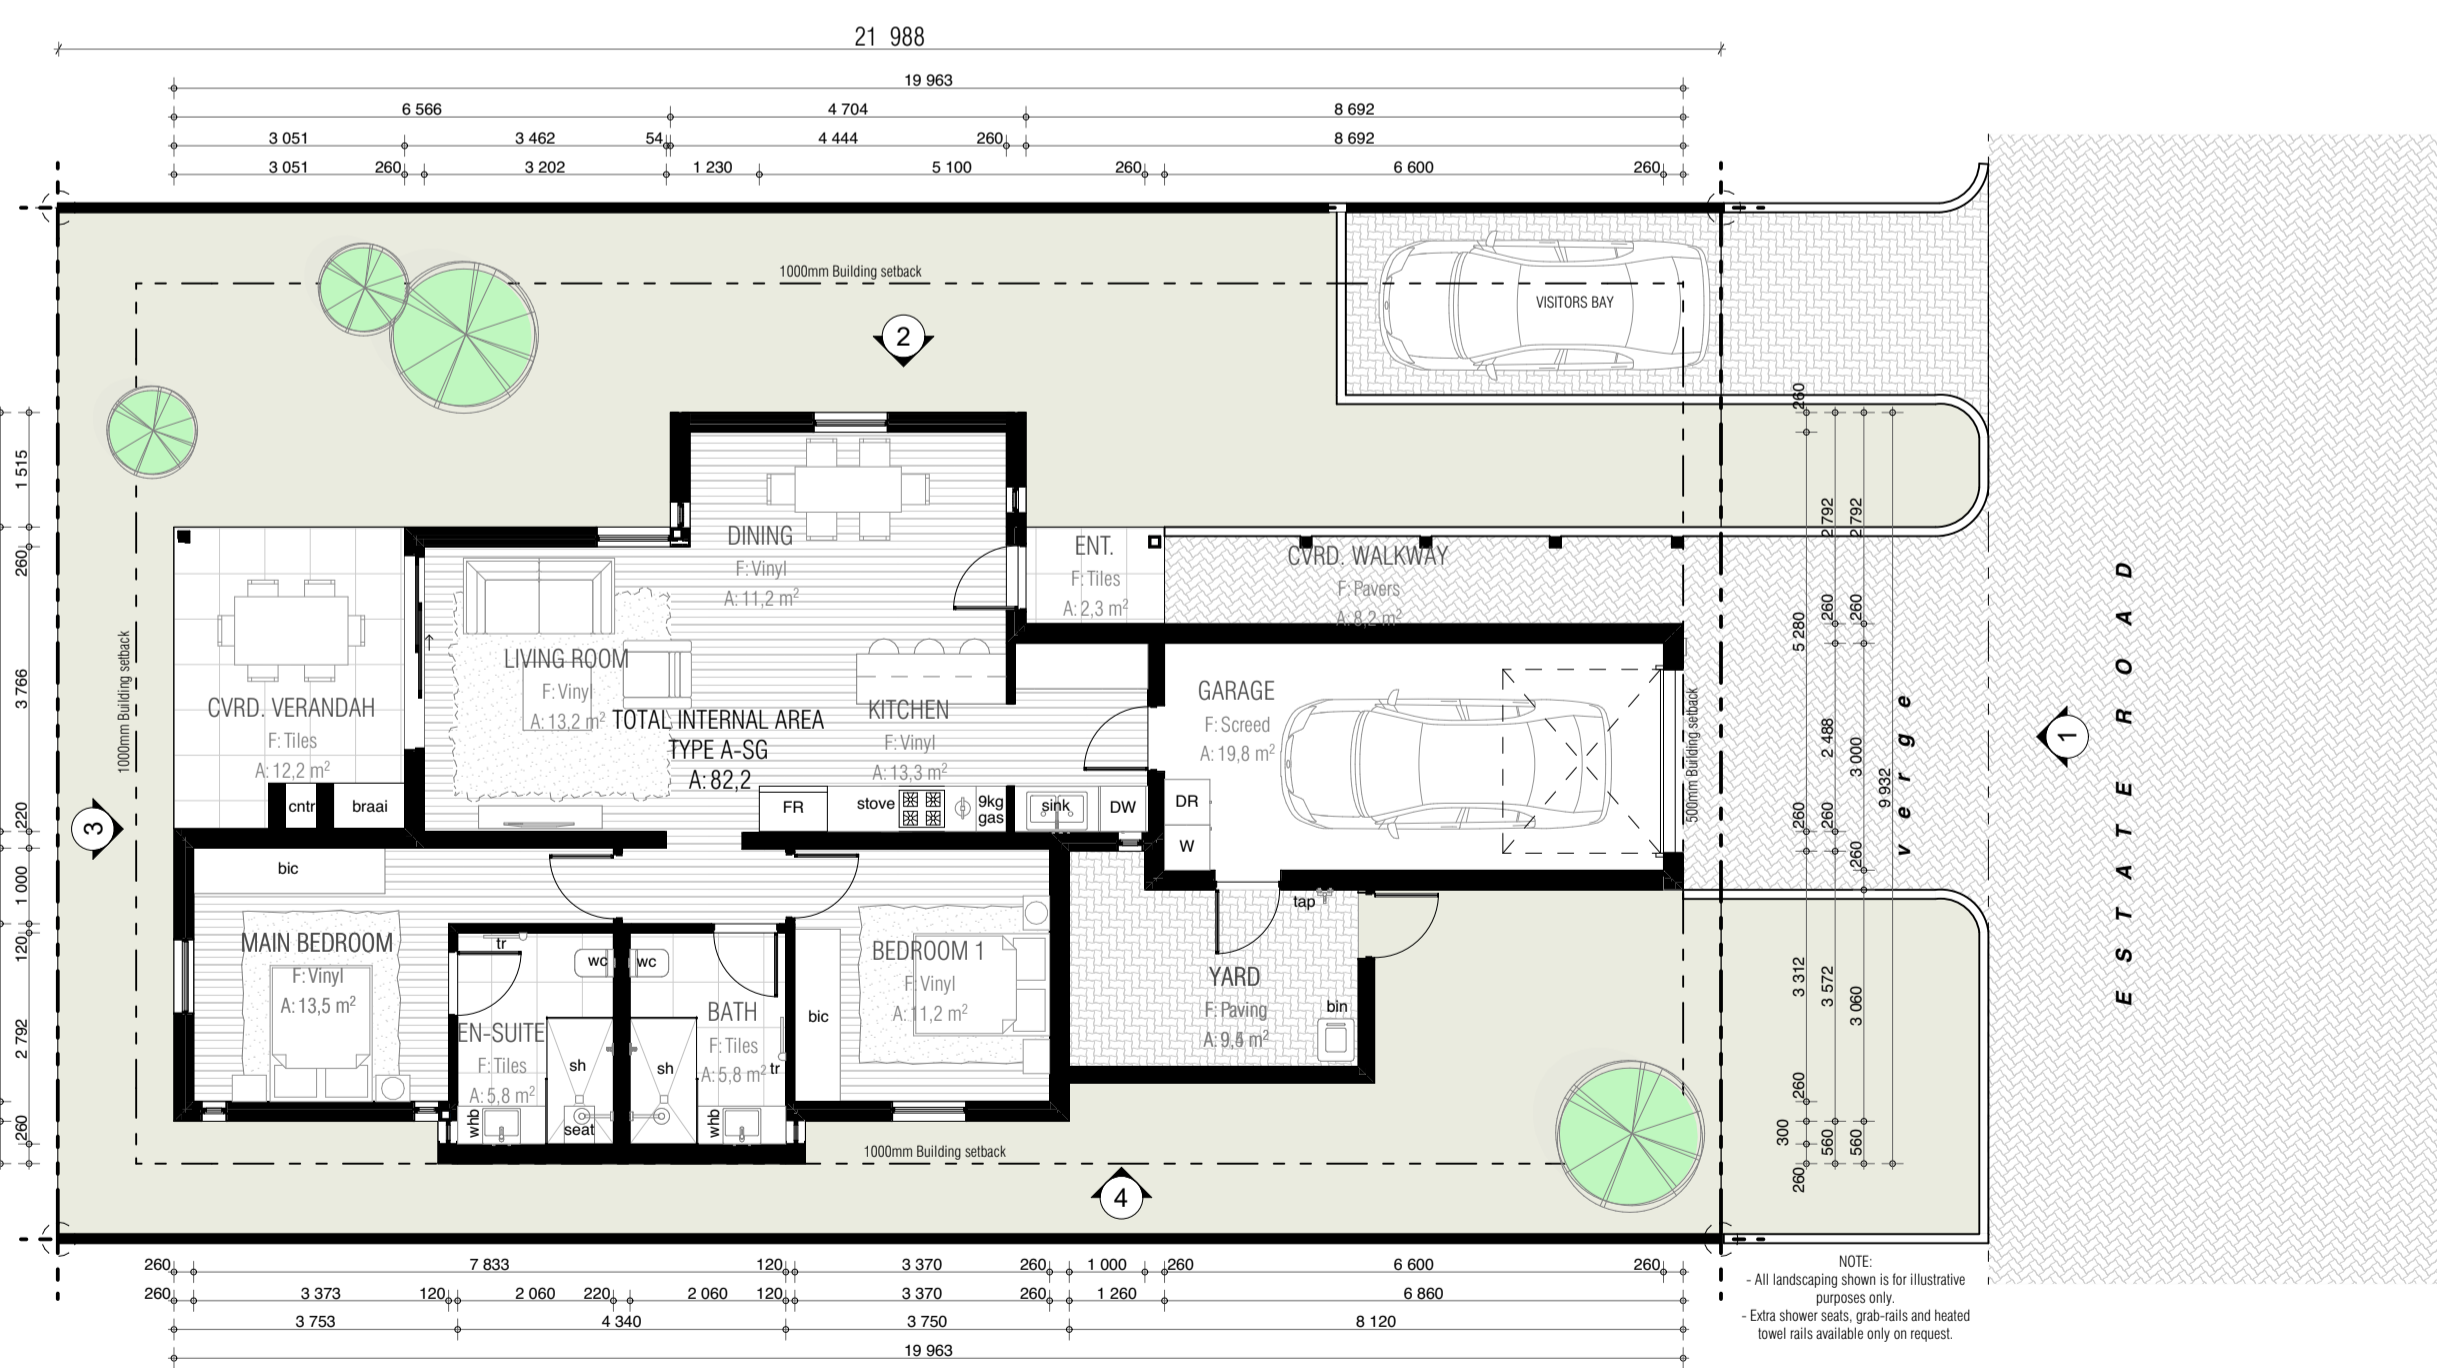 21 988
19 963
6 566 4 704 8 692
3 051 3 462 54 4 444 260 8 692
3 051 260 3 202 1 230 5 100 260 6 600 260
1000mm Building setback
VISITORS BAY
2
DINING
F: Vinyl
A: 11,2 m²
ENT.
F: Tiles
A: 2,3 m²
CVRD. WALKWAY
F: Pavers
A: 8,2 m²
LIVING ROOM
F: Vinyl
A: 13,2 m²
TOTAL INTERNAL AREA
TYPE A-SG
A: 82,2
KITCHEN
F: Vinyl
A: 13,3 m²
GARAGE
F: Screed
A: 19,8 m²
CVRD. VERANDAH
F: Tiles
A: 12,2 m²
cntr
braai
FR
stove
9kg
gas
sink
DW
DR
W
1000mm Building setback
500mm Building setback
3
1
bic
MAIN BEDROOM
F: Vinyl
A: 13,5 m²
tr
wc
wc
EN-SUITE
F: Tiles
A: 5,8 m²
sh
seat
whb
BATH
F: Tiles
A: 5,8 m²
tr
sh
whb
bic
BEDROOM 1
F: Vinyl
A: 11,2 m²
tap
YARD
F: Paving
bin
1000mm Building setback
4
1 515
260
3 766
220
1 000
120
2 792
260
260
5 280
260
3 312
260
300
260
2 792
260
2 488
260
3 572
560
2 792
260
3 000
260
3 060
560
9 932
verge
ESTATE ROAD
260 7 833 120 3 370 260 1 000 260 6 600 260
260 3 373 120 2 060 220 2 060 120 3 370 260 1 260 6 860
3 753 4 340 3 750 8 120
19 963
NOTE:
- All landscaping shown is for illustrative
purposes only.
- Extra shower seats, grab-rails and heated
towel rails available only on request.